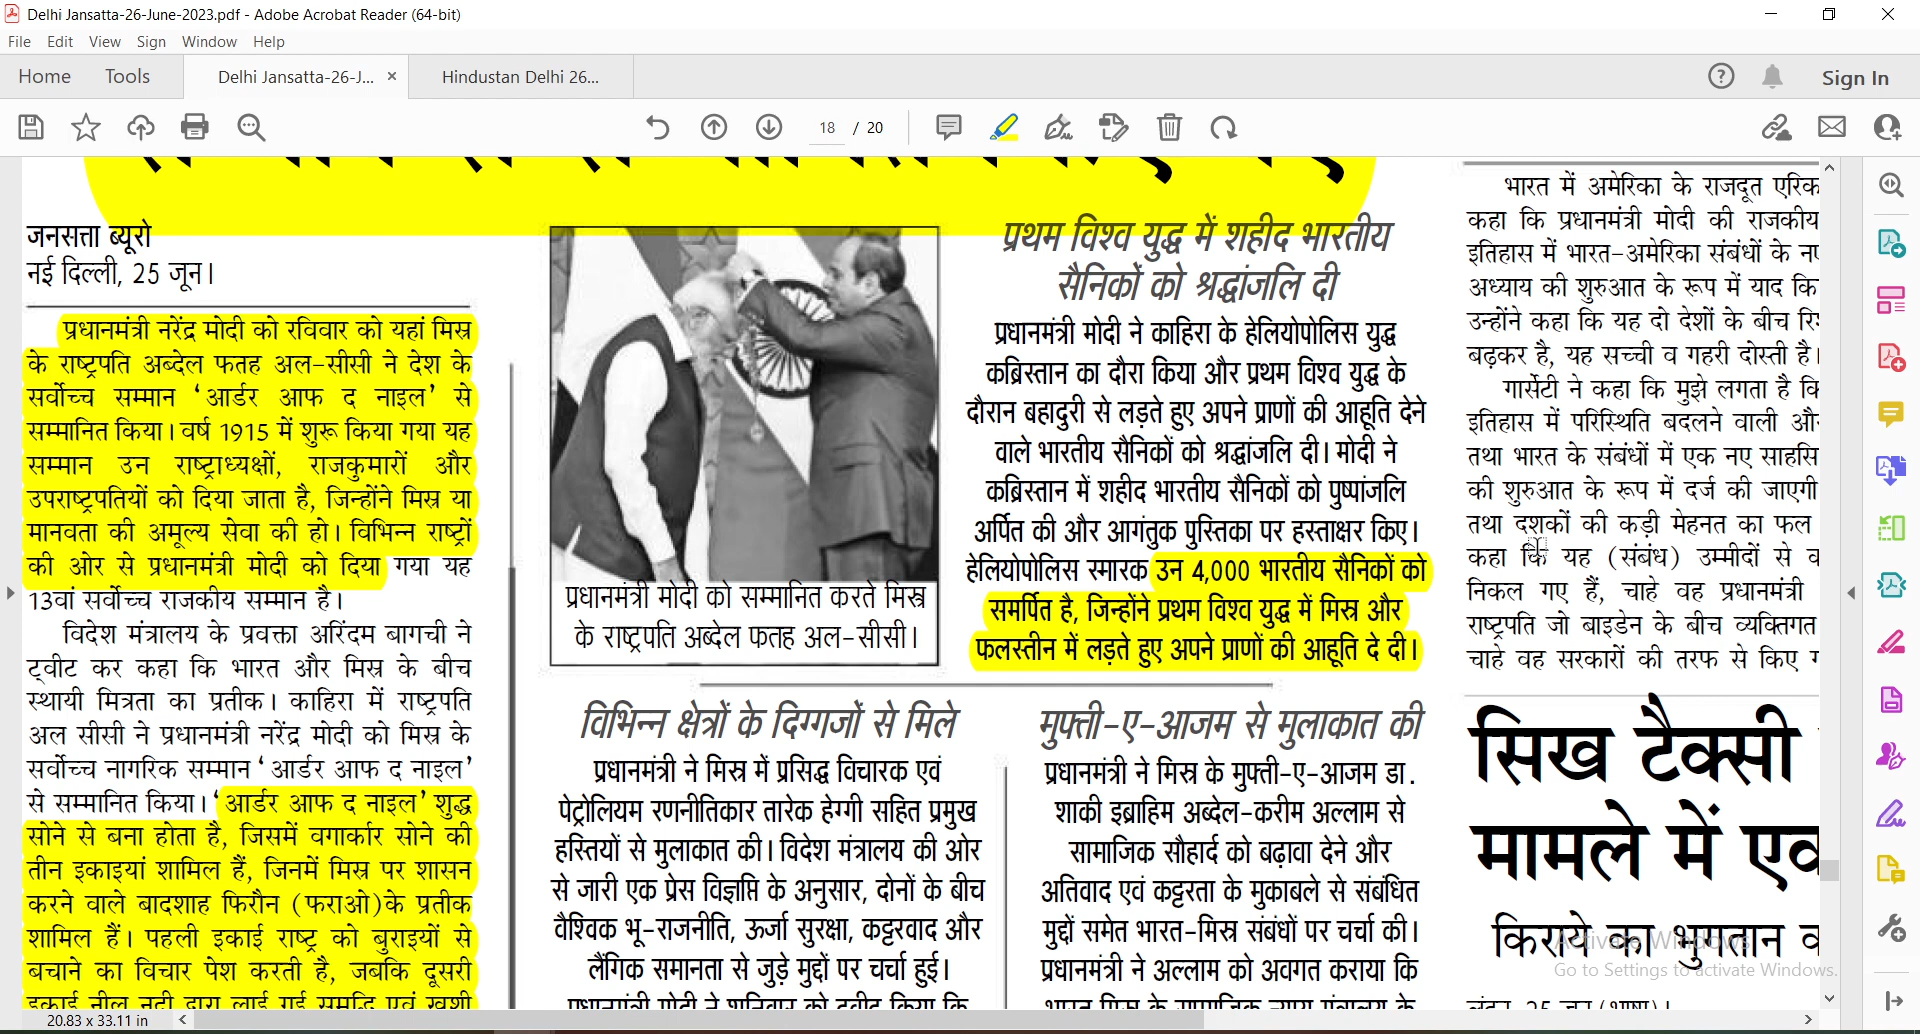 Delhi Jansatta-26-June-2023.pdf - Adobe Acrobat Reader (64-bit)
File Edit View Sign Window Help
Home Tools Delhi Jansatta-26-J... × Hindustan Delhi 26... Sign In
18 / 20
जनसत्ता ब्यूरो
नई दिल्ली, 25 जून।
प्रधानमंत्री नरेंद्र मोदी को रविवार को यहां मिस्र
के राष्ट्रपति अब्देल फतह अल-सीसी ने देश के
सर्वोच्च सम्मान ‘आर्डर आफ द नाइल’ से
सम्मानित किया। वर्ष 1915 में शुरू किया गया यह
सम्मान उन राष्ट्राध्यक्षों, राजकुमारों और
उपराष्ट्रपतियों को दिया जाता है, जिन्होंने मिस्र या
मानवता की अमूल्य सेवा की हो। विभिन्न राष्ट्रों
की ओर से प्रधानमंत्री मोदी को दिया गया यह
13वां सर्वोच्च राजकीय सम्मान है।
विदेश मंत्रालय के प्रवक्ता अरिंदम बागची ने
ट्वीट कर कहा कि भारत और मिस्र के बीच
स्थायी मित्रता का प्रतीक। काहिरा में राष्ट्रपति
अल सीसी ने प्रधानमंत्री नरेंद्र मोदी को मिस्र के
सर्वोच्च नागरिक सम्मान ‘आर्डर आफ द नाइल’
से सम्मानित किया। ‘आर्डर आफ द नाइल’ शुद्ध
सोने से बना होता है, जिसमें वगाकार्र सोने की
तीन इकाइयां शामिल हैं, जिनमें मिस्र पर शासन
करने वाले बादशाह फिरौन (फराओ)के प्रतीक
शामिल हैं। पहली इकाई राष्ट्र को बुराइयों से
बचाने का विचार पेश करती है, जबकि दूसरी
इकाई नील नदी द्वारा लाई गई समृद्धि एवं खुशी
प्रधानमंत्री मोदी को सम्मानित करते मिस्र
के राष्ट्रपति अब्देल फतह अल-सीसी।
प्रथम विश्व युद्ध में शहीद भारतीय
सैनिकों को श्रद्धांजलि दी
प्रधानमंत्री मोदी ने काहिरा के हेलियोपोलिस युद्ध
कब्रिस्तान का दौरा किया और प्रथम विश्व युद्ध के
दौरान बहादुरी से लड़ते हुए अपने प्राणों की आहूति देने
वाले भारतीय सैनिकों को श्रद्धांजलि दी। मोदी ने
कब्रिस्तान में शहीद भारतीय सैनिकों को पुष्पांजलि
अर्पित की और आगंतुक पुस्तिका पर हस्ताक्षर किए।
हेलियोपोलिस स्मारक उन 4,000 भारतीय सैनिकों को
समर्पित है, जिन्होंने प्रथम विश्व युद्ध में मिस्र और
फलस्तीन में लड़ते हुए अपने प्राणों की आहूति दे दी।
विभिन्न क्षेत्रों के दिग्गजों से मिले
प्रधानमंत्री ने मिस्र में प्रसिद्ध विचारक एवं
पेट्रोलियम रणनीतिकार तारेक हेग्गी सहित प्रमुख
हस्तियों से मुलाकात की। विदेश मंत्रालय की ओर
से जारी एक प्रेस विज्ञप्ति के अनुसार, दोनों के बीच
वैश्विक भू-राजनीति, ऊर्जा सुरक्षा, कट्टरवाद और
लैंगिक समानता से जुड़े मुद्दों पर चर्चा हुई।
प्रधानमंत्री मोदी ने शनिवार को ट्वीट किया कि
मुफ्ती-ए-आजम से मुलाकात की
प्रधानमंत्री ने मिस्र के मुफ्ती-ए-आजम डा.
शाकी इब्राहिम अब्देल-करीम अल्लाम से
सामाजिक सौहार्द को बढ़ावा देने और
अतिवाद एवं कट्टरता के मुकाबले से संबंधित
मुद्दों समेत भारत-मिस्र संबंधों पर चर्चा की।
प्रधानमंत्री ने अल्लाम को अवगत कराया कि
भारत मिस्र के सामाजिक न्याय मंत्रालय के
भारत में अमेरिका के राजदूत एरिक
कहा कि प्रधानमंत्री मोदी की राजकीय
इतिहास में भारत-अमेरिका संबंधों के
अध्याय की शुरुआत के रूप में याद
उन्होंने कहा कि यह दो देशों के बीच
बढ़कर है, यह सच्ची व गहरी दोस्ती है।
गार्सेटी ने कहा कि मुझे लगता है
इतिहास में परिस्थिति बदलने वाली
तथा भारत के संबंधों में एक नए
की शुरुआत के रूप में दर्ज की जाएगी
तथा दशकों की कड़ी मेहनत का फल
कहा कि यह (संबंध) उम्मीदों से
निकल गए हैं, चाहे वह प्रधानमंत्री
राष्ट्रपति जो बाइडेन के बीच व्यक्तिगत
चाहे वह सरकारों की तरफ से किए
सिख टैक्सी
मामले में
किराये का भुगतान
लंदन, 25 जून (भाषा)।
Activate Windows
Go to Settings to activate Windows.
20.83 x 33.11 in